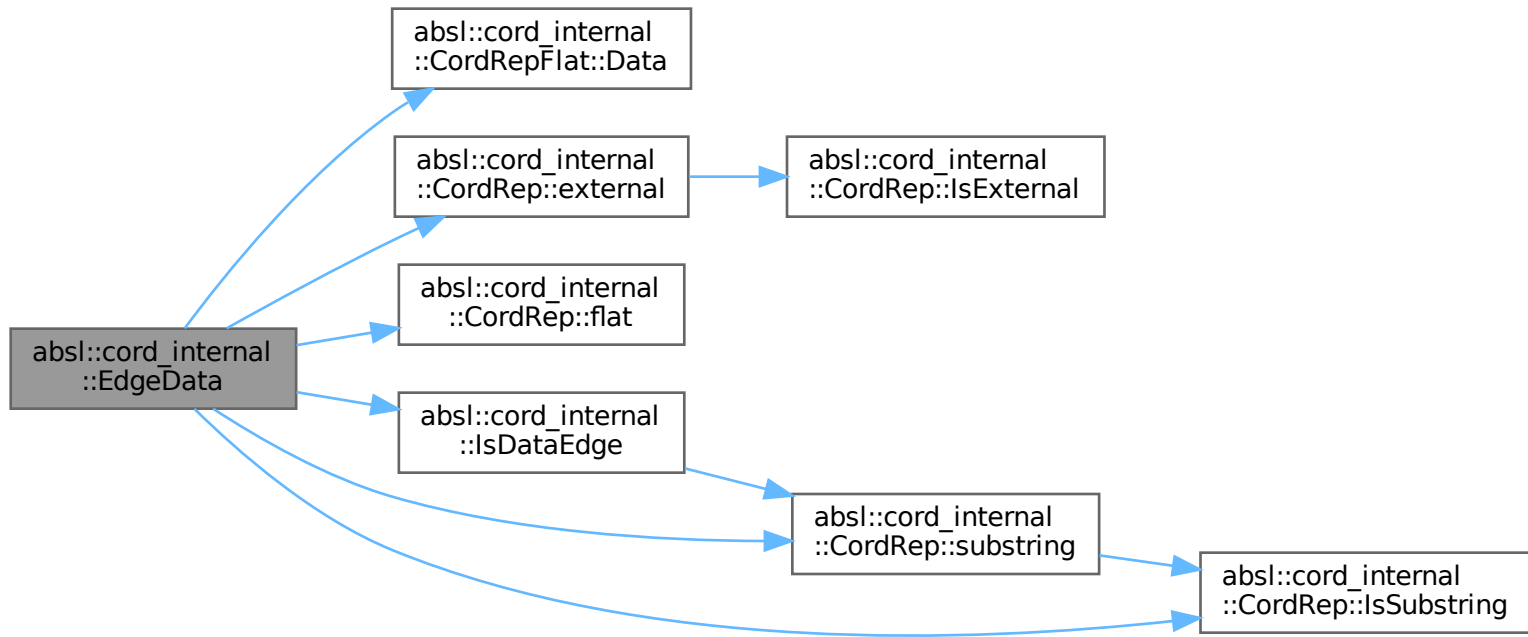 absl::cord_internal
::CordRepFlat::Data
absl::cord_internal
::CordRep::external
absl::cord_internal
::CordRep::IsExternal
absl::cord_internal
::CordRep::flat
absl::cord_internal
::EdgeData
absl::cord_internal
::IsDataEdge
absl::cord_internal
::CordRep::substring
absl::cord_internal
::CordRep::IsSubstring